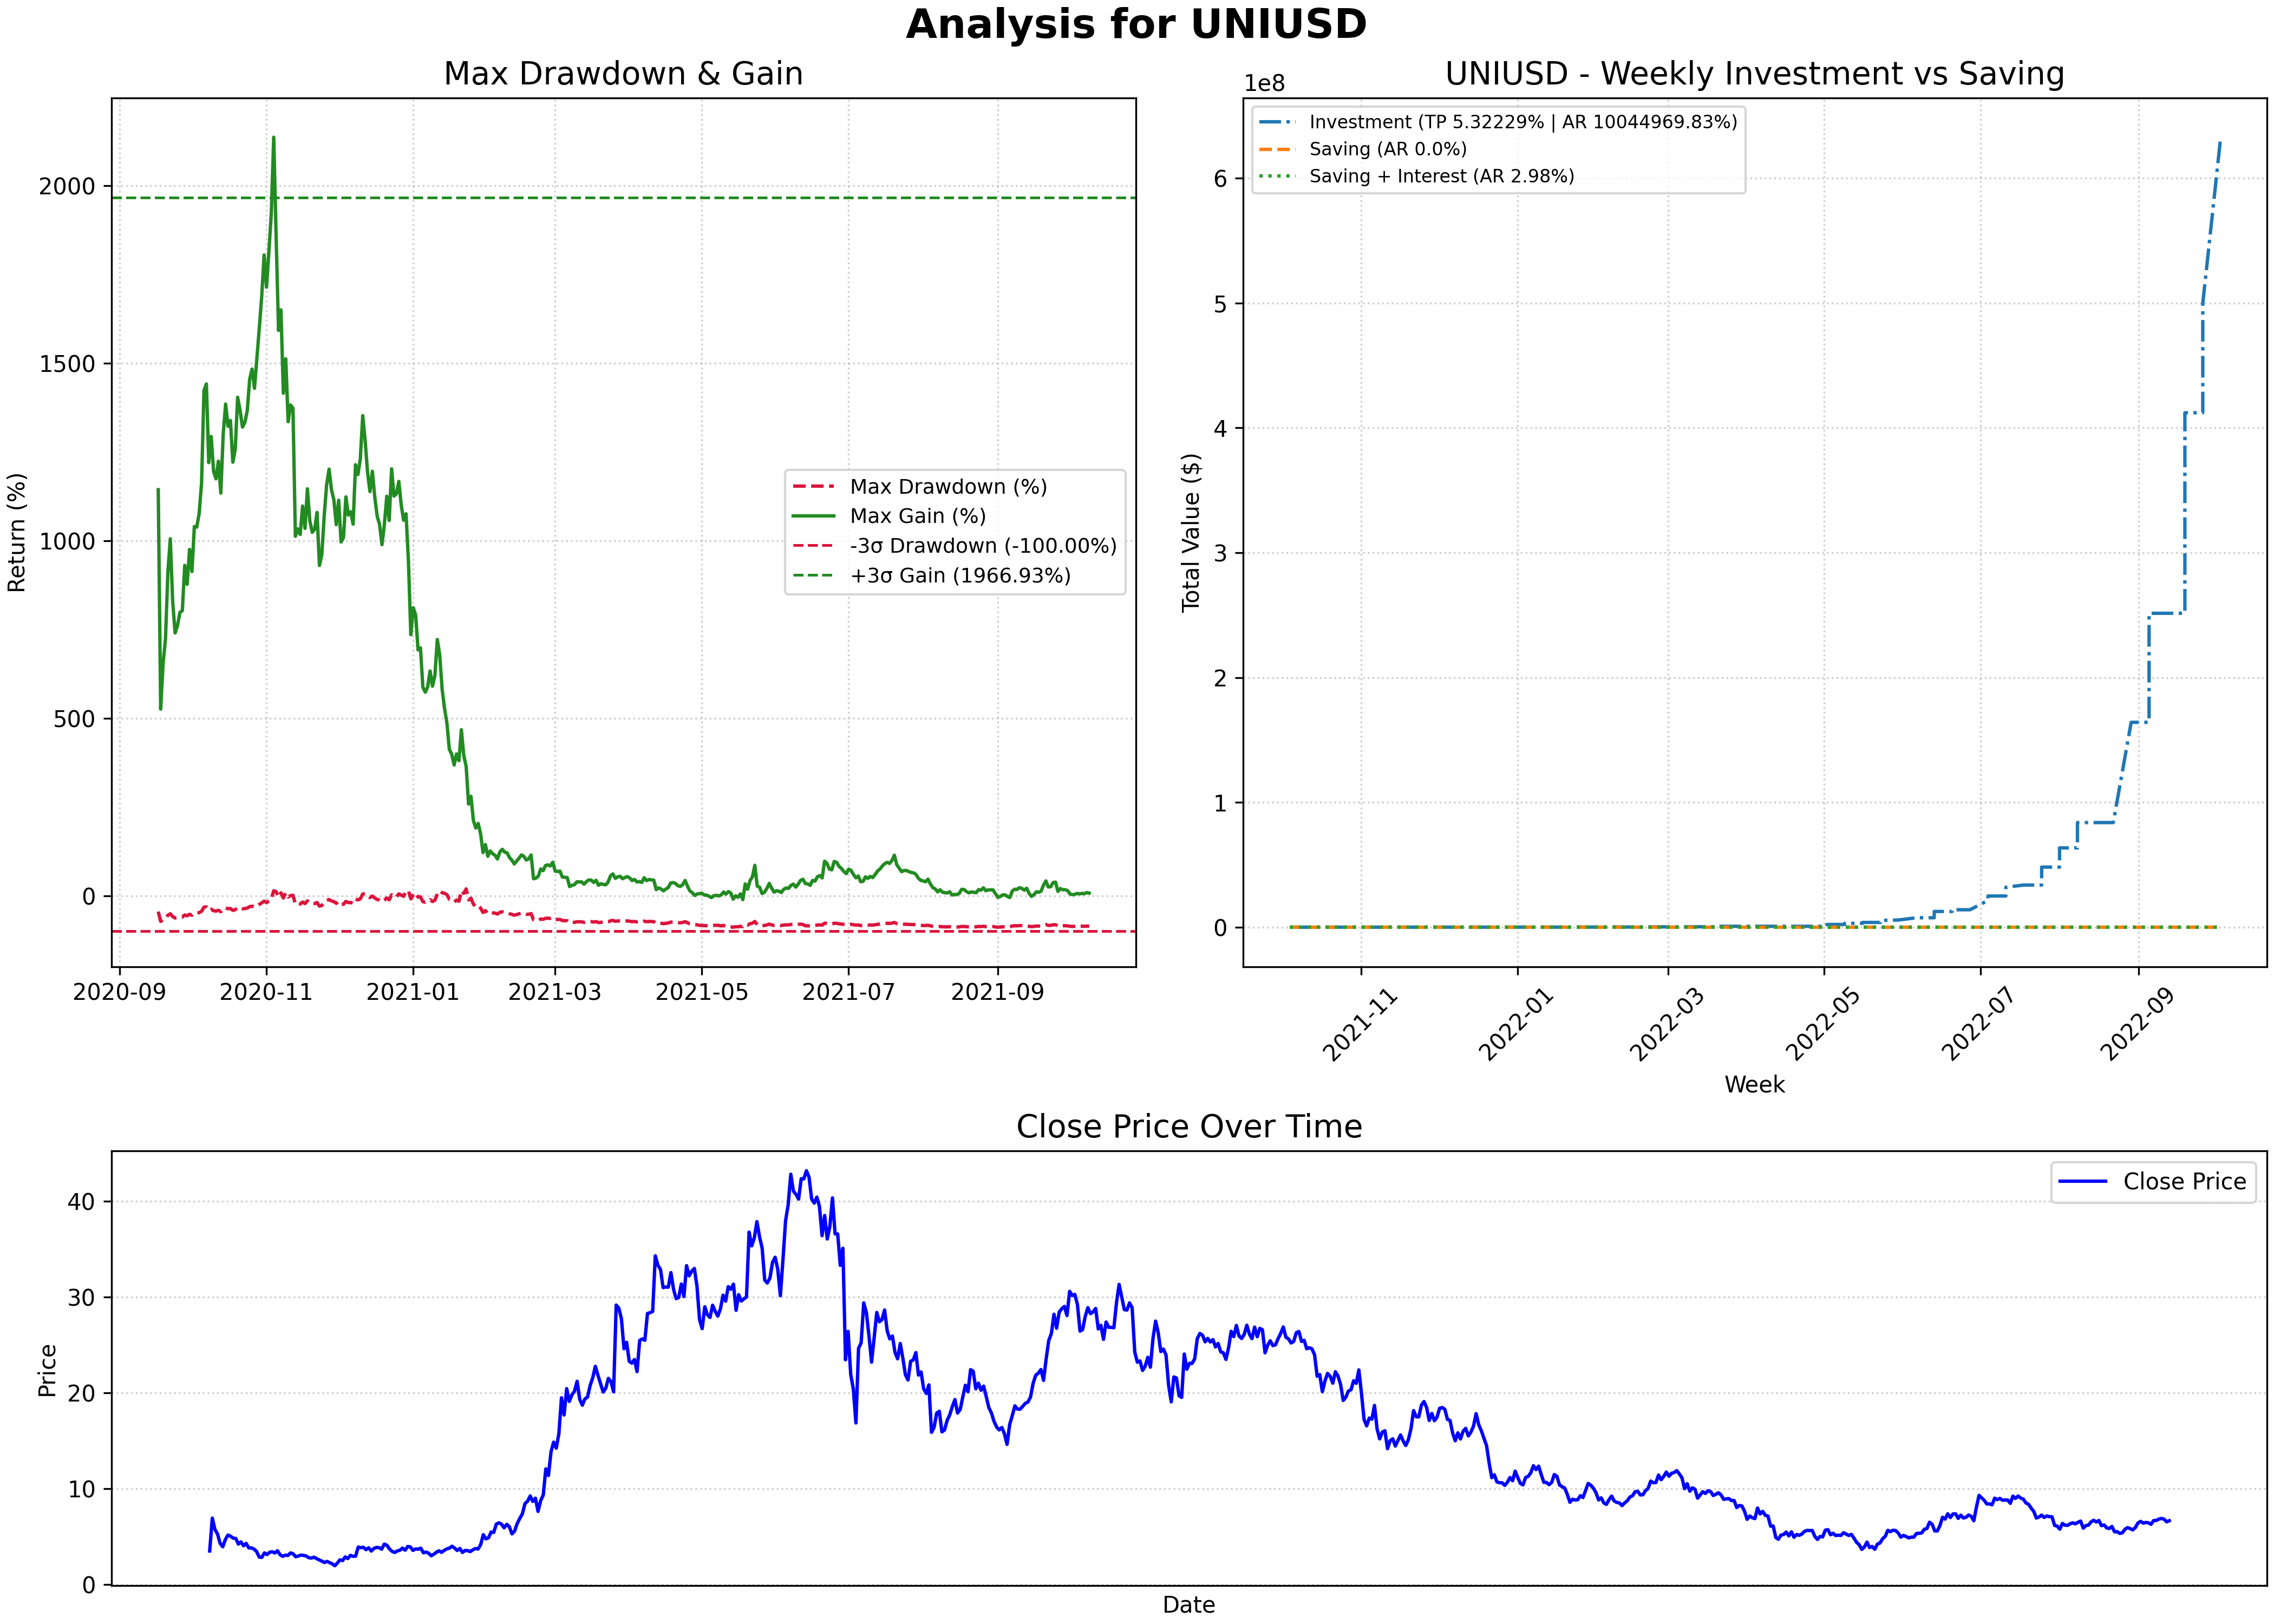 Analysis for UNIUSD
Max Drawdown & Gain
Return (%)
2000
1500
1000
500
0
2020-09
2020-11
2021-01
2021-03
2021-05
2021-07
2021-09
Max Drawdown (%)
Max Gain (%)
-3σ Drawdown (-100.00%)
+3σ Gain (1966.93%)
UNIUSD - Weekly Investment vs Saving
1e8
Total Value ($)
6
5
4
3
2
1
0
Investment (TP 5.32229% | AR 10044969.83%)
Saving (AR 0.0%)
Saving + Interest (AR 2.98%)
2021-11
2022-01
2022-03
2022-05
2022-07
2022-09
Week
Close Price Over Time
Price
40
30
20
10
0
Close Price
Date